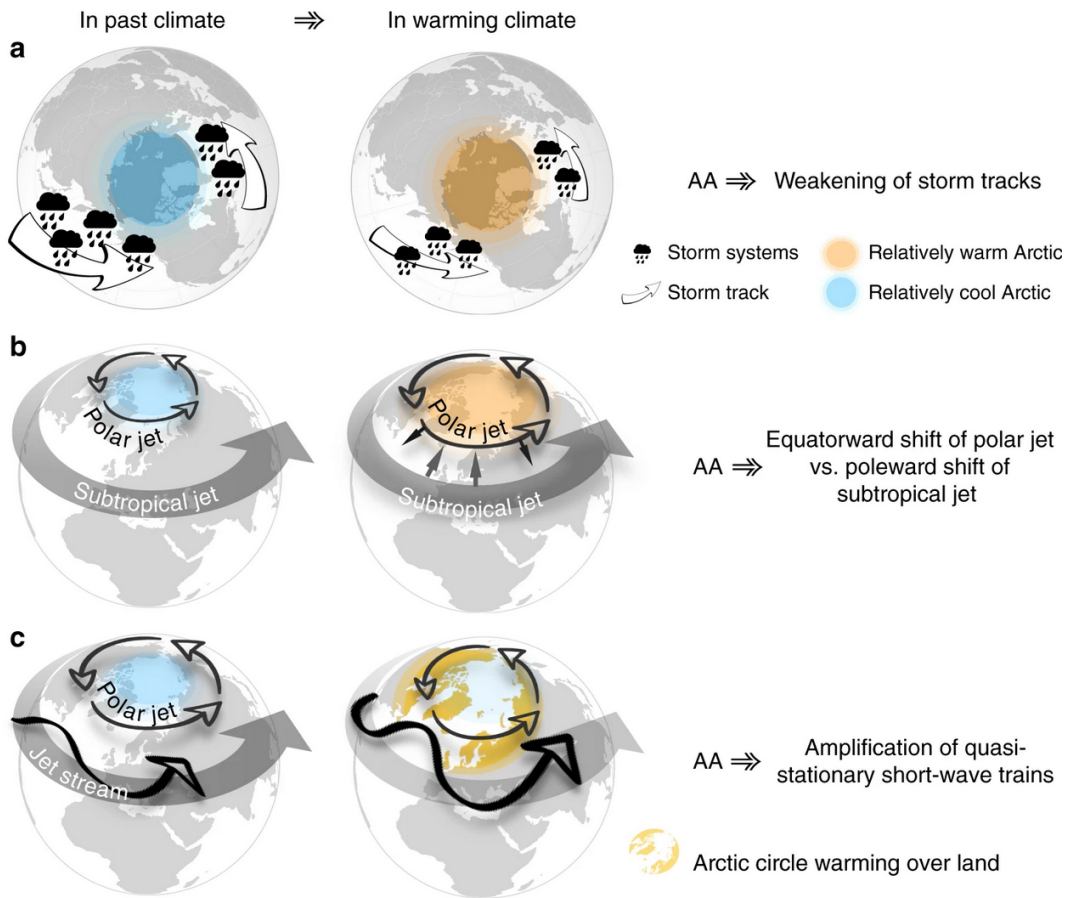 In past climate
In warming climate
a
AA
Weakening of storm tracks
Storm systems
Relatively warm Arctic
Storm track
Relatively cool Arctic
b
Polar jet
Subtropical jet
Polar jet
Subtropical jet
AA
Equatorward shift of polar jet
vs. poleward shift of
subtropical jet
c
Polar jet
Jet stream
AA
Amplification of quasi-
stationary short-wave trains
Arctic circle warming over land